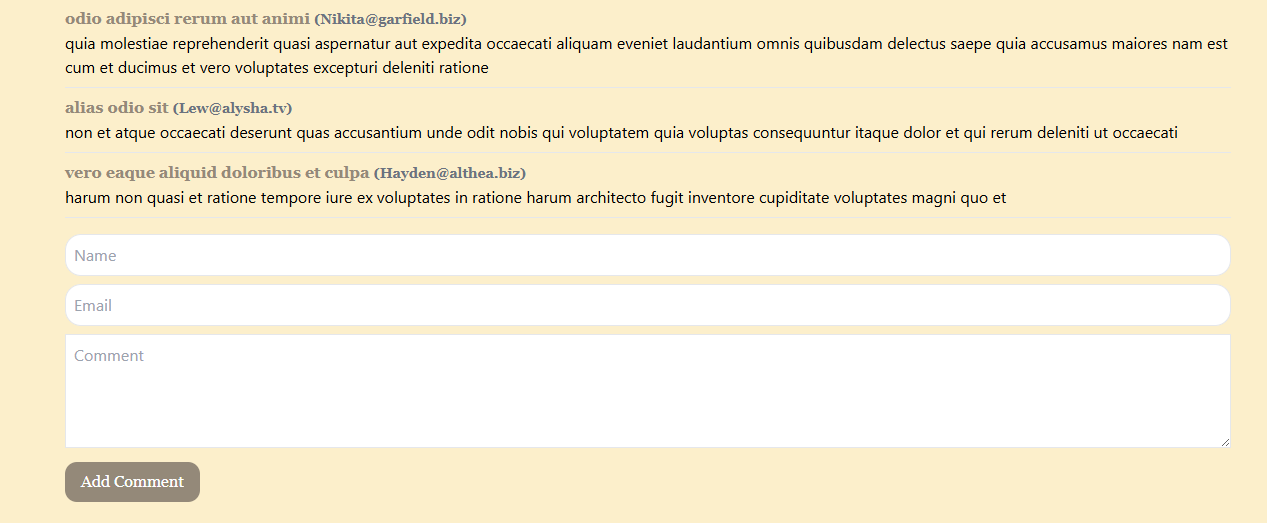 odio adipisci rerum aut animi (Nikita@garfield.biz)
quia molestiae reprehenderit quasi aspernatur aut expedita occaecati aliquam eveniet laudantium omnis quibusdam delectus saepe quia accusamus maiores nam est
cum et ducimus et vero voluptates excepturi deleniti ratione
alias odio sit (Lew@alysha.tv)
non et atque occaecati deserunt quas accusantium unde odit nobis qui voluptatem quia voluptas consequuntur itaque dolor et qui rerum deleniti ut occaecati
vero eaque aliquid doloribus et culpa (Hayden@althea.biz)
harum non quasi et ratione tempore iure ex voluptates in ratione harum architecto fugit inventore cupiditate voluptates magni quo et
Name
Email
Comment
Add Comment